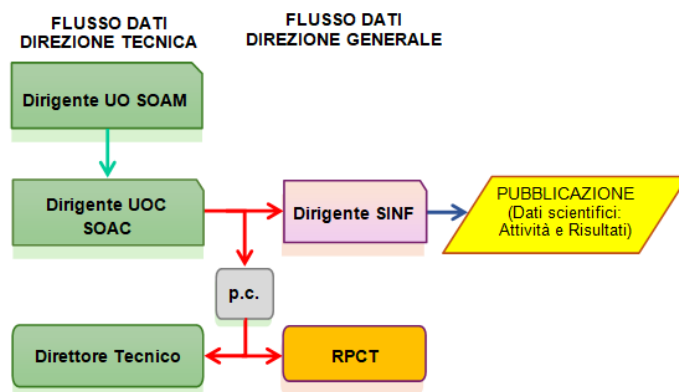 FLUSSO DATI
DIREZIONE TECNICA
FLUSSO DATI
DIREZIONE GENERALE
Dirigente UO SOAM
Dirigente UOC
SOAC
Dirigente SINF
PUBBLICAZIONE
(Dati scientifici:
Attività e Risultati)
p.c.
Direttore Tecnico
RPCT